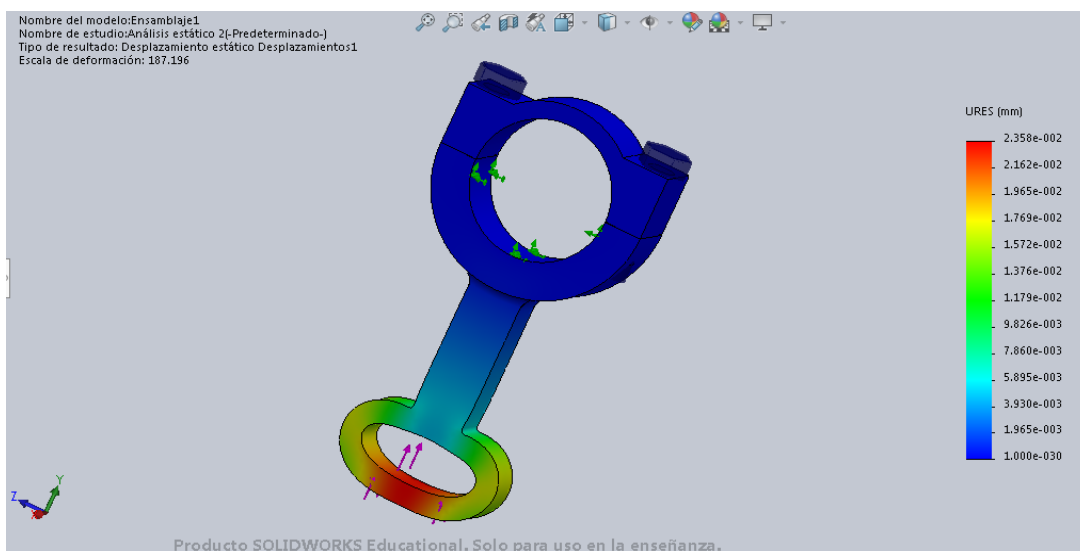 Nombre del modelo:Ensamblaje1
Nombre de estudio:Análisis estático 2(-Predeterminado-)
Tipo de resultado: Desplazamiento estático Desplazamientos1
Escala de deformación: 187.196
URES (mm)
2.358e-002
2.162e-002
1.965e-002
1.769e-002
1.572e-002
1.376e-002
1.179e-002
9.826e-003
7.860e-003
5.895e-003
3.930e-003
1.965e-003
1.000e-030
Y
Z
X
Producto SOLIDWORKS Educational. Solo para uso en la enseñanza.